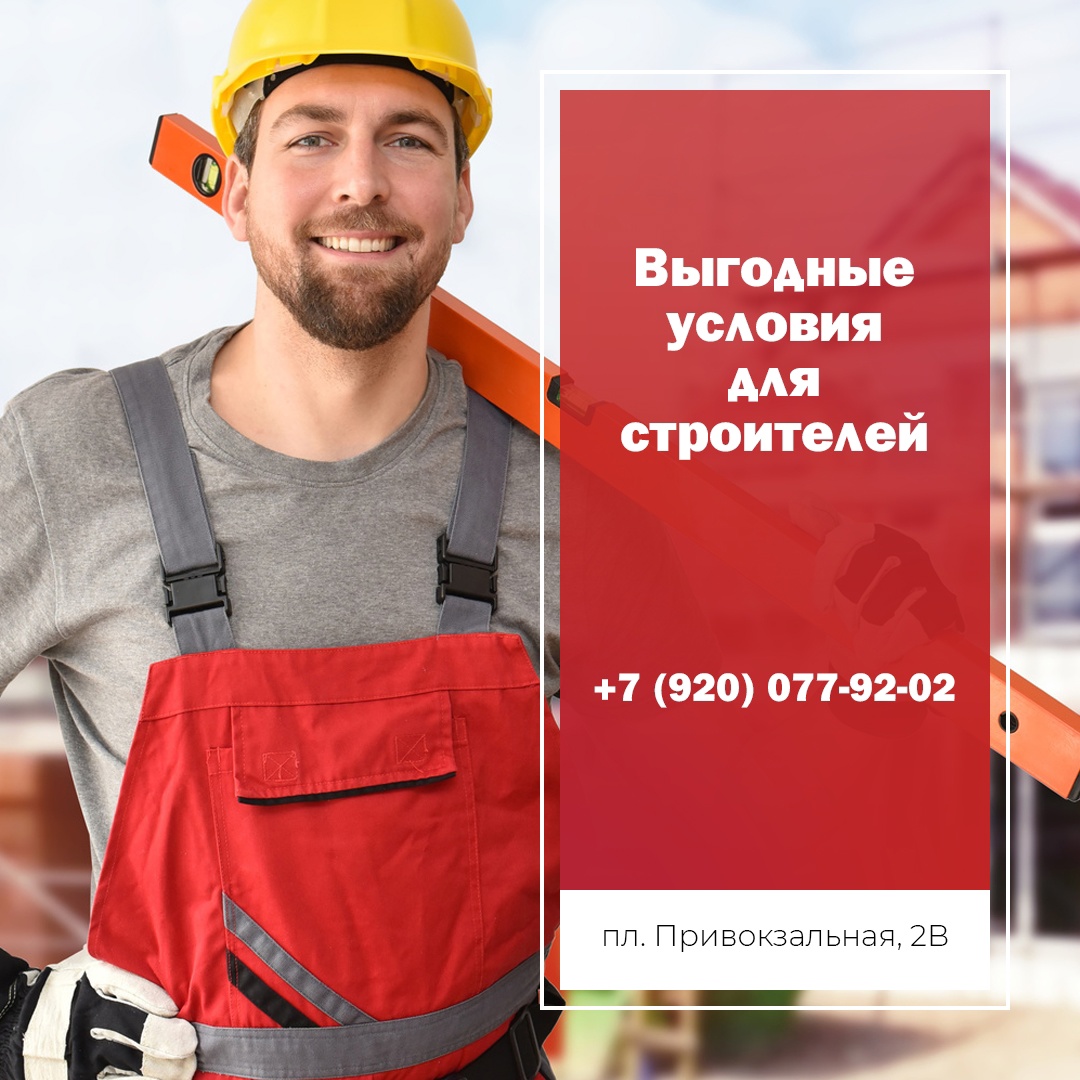 Выгодные
условия
для
строителей
+7 (920) 077-92-02
пл. Привокзальная, 2В